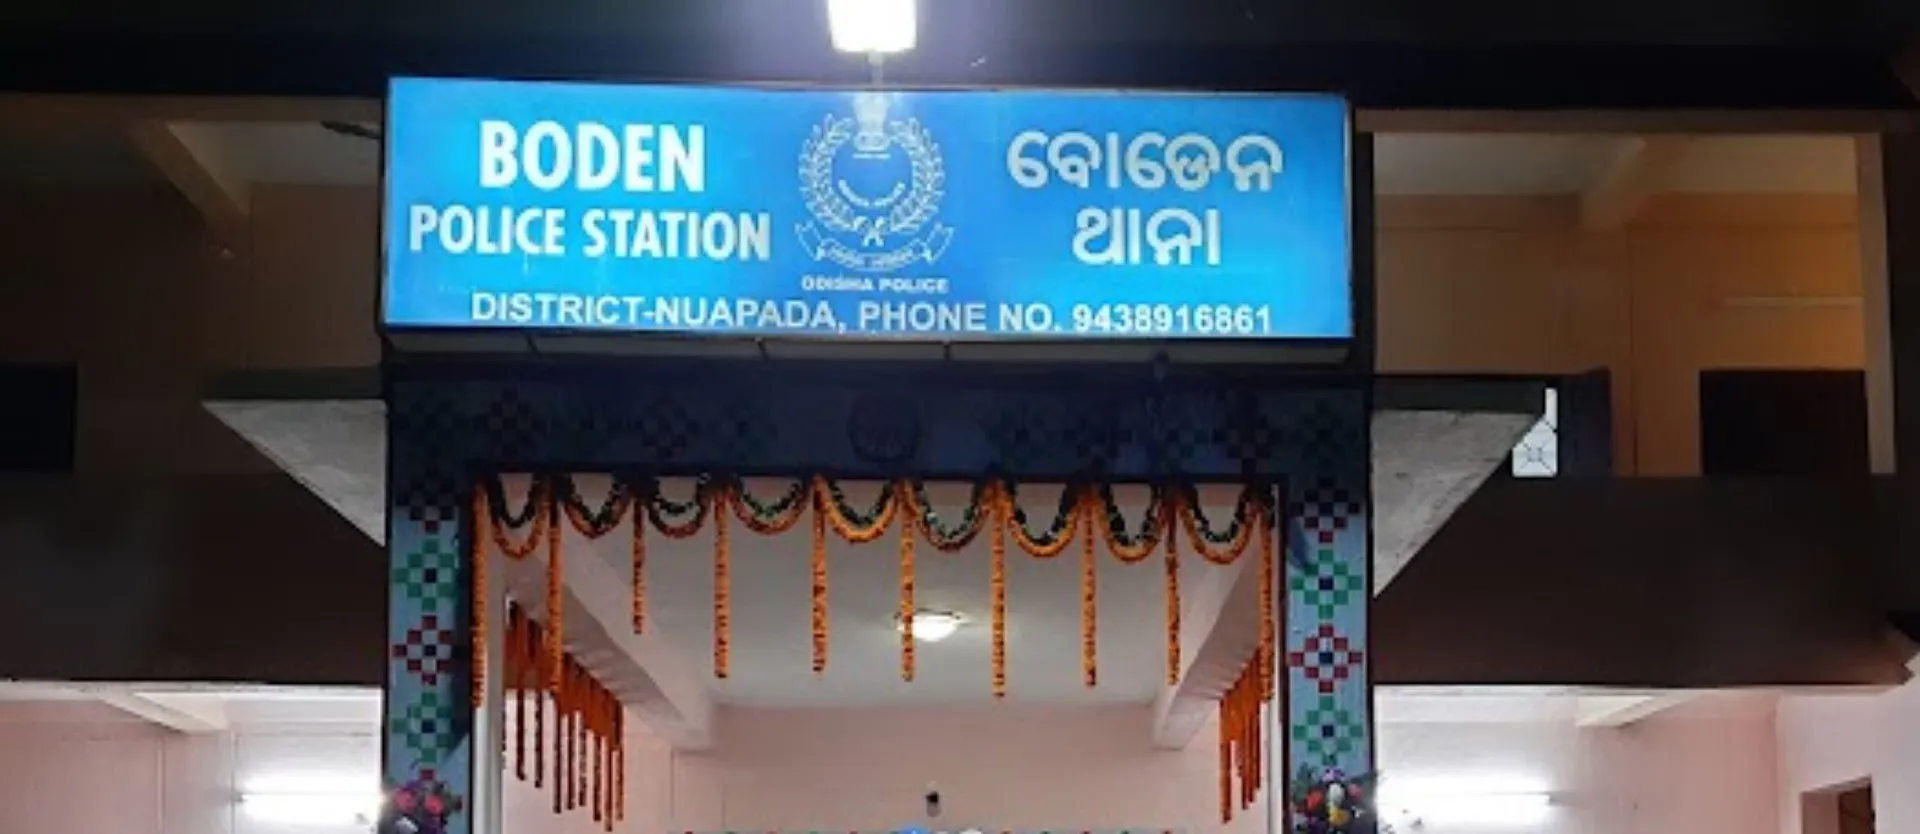 BODEN
POLICE STATION
ବୋଡେନ
ଥାନା
ODISHA POLICE
DISTRICT-NUAPADA, PHONE NO. 9438916861